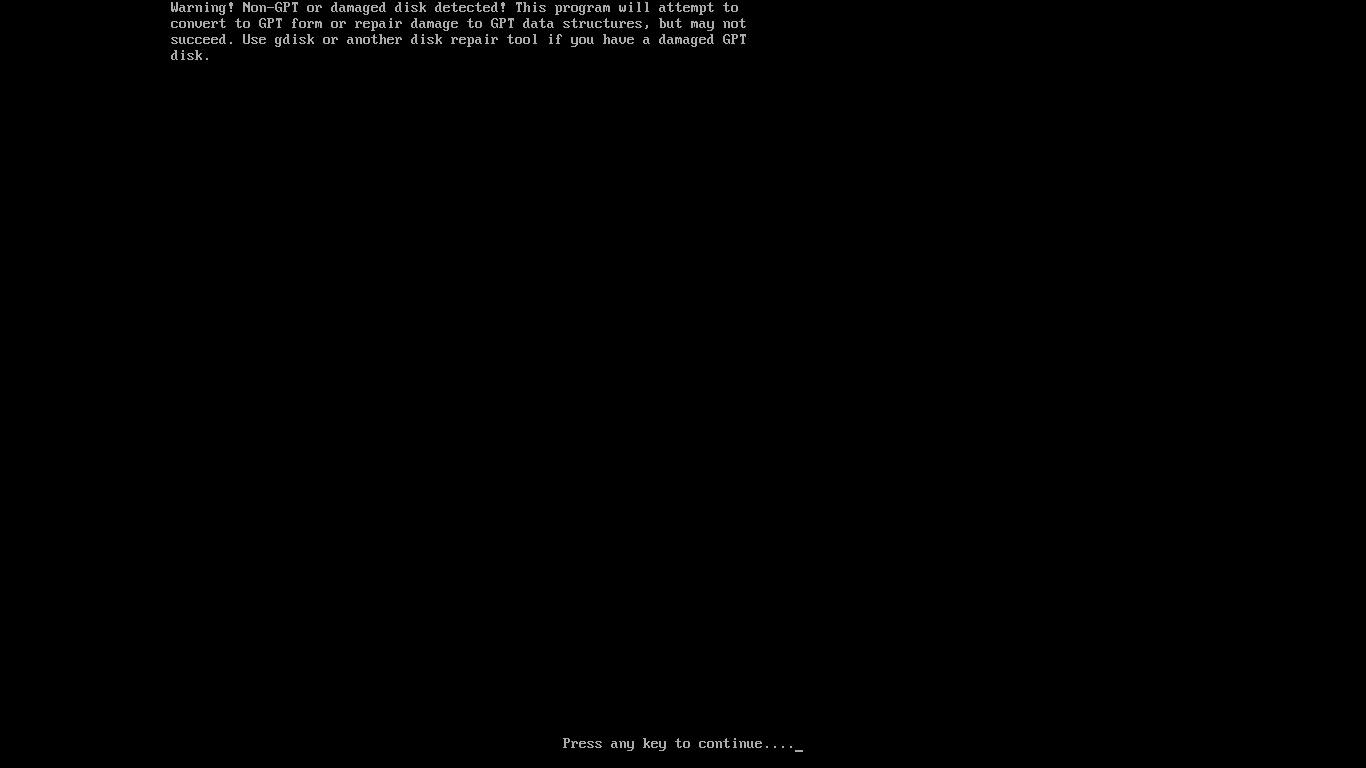 Warning! Non-GPT or damaged disk detected! This program will attempt to
convert to GPT form or repair damage to GPT data structures, but may not
succeed. Use gdisk or another disk repair tool if you have a damaged GPT
disk.
Press any key to continue...._